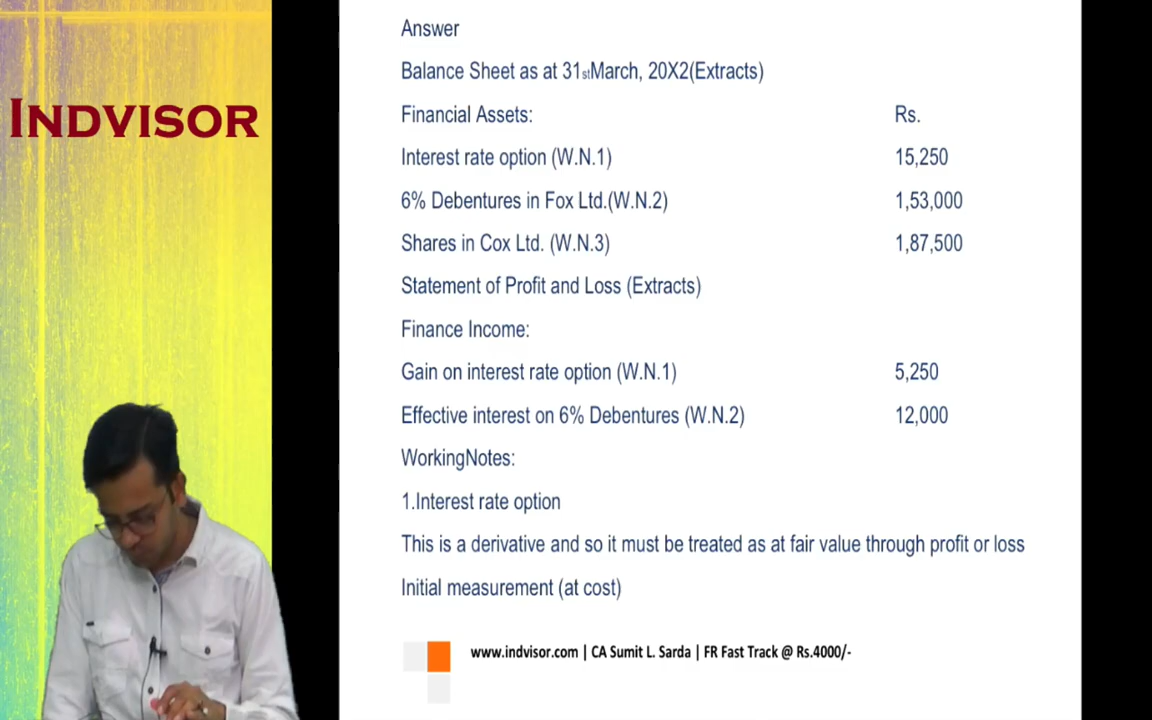 INDVISOR
Answer
Balance Sheet as at 31stMarch, 20X2(Extracts)
Financial Assets: Rs.
Interest rate option (W.N.1) 15,250
6% Debentures in Fox Ltd.(W.N.2) 1,53,000
Shares in Cox Ltd. (W.N.3) 1,87,500
Statement of Profit and Loss (Extracts)
Finance Income:
Gain on interest rate option (W.N.1) 5,250
Effective interest on 6% Debentures (W.N.2) 12,000
WorkingNotes:
1.Interest rate option
This is a derivative and so it must be treated as at fair value through profit or loss
Initial measurement (at cost)
www.indvisor.com | CA Sumit L. Sarda | FR Fast Track @ Rs.4000/-